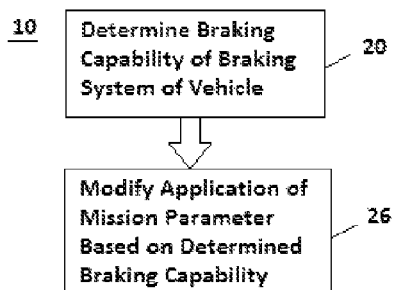 10
Determine Braking
Capability of Braking
System of Vehicle
20
Modify Application of
Mission Parameter
Based on Determined
Braking Capability
26